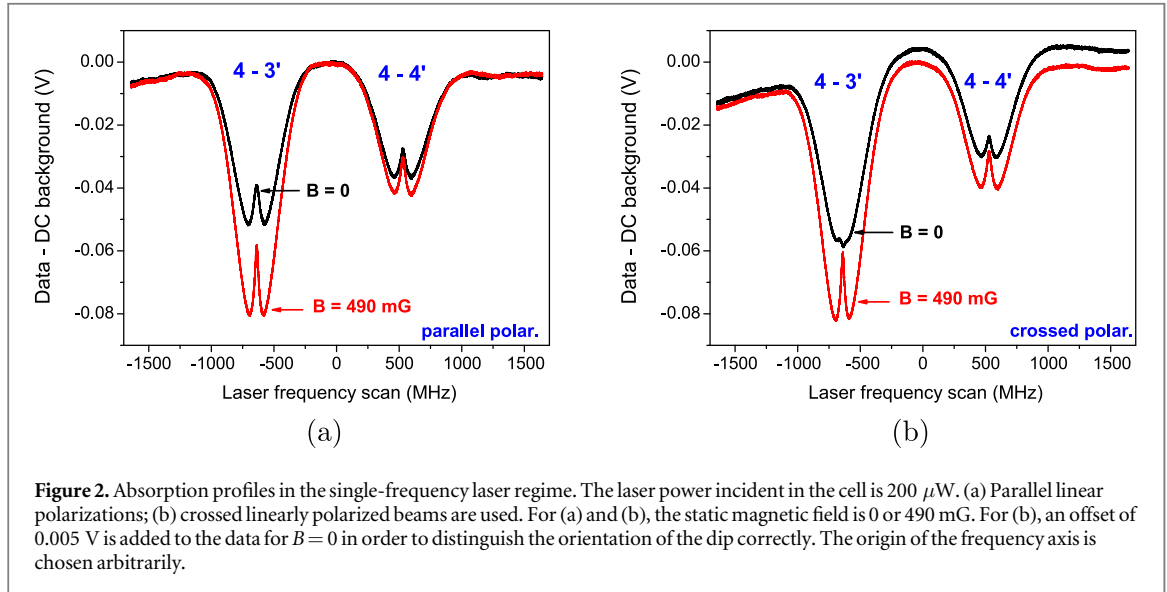 0.00
-0.02
-0.04
-0.06
-0.08
Data - DC background (V)
4 - 3'
4 - 4'
B = 0
B = 490 mG
parallel polar.
-1500 -1000 -500 0 500 1000 1500
Laser frequency scan (MHz)
(a)
0.00
-0.02
-0.04
-0.06
-0.08
Data - DC background (V)
4 - 3'
4 - 4'
B = 0
B = 490 mG
crossed polar.
-1500 -1000 -500 0 500 1000 1500
Laser frequency scan (MHz)
(b)
Figure 2. Absorption profiles in the single-frequency laser regime. The laser power incident in the cell is 200 μW. (a) Parallel linear
polarizations; (b) crossed linearly polarized beams are used. For (a) and (b), the static magnetic field is 0 or 490 mG. For (b), an offset of
0.005 V is added to the data for B = 0 in order to distinguish the orientation of the dip correctly. The origin of the frequency axis is
chosen arbitrarily.